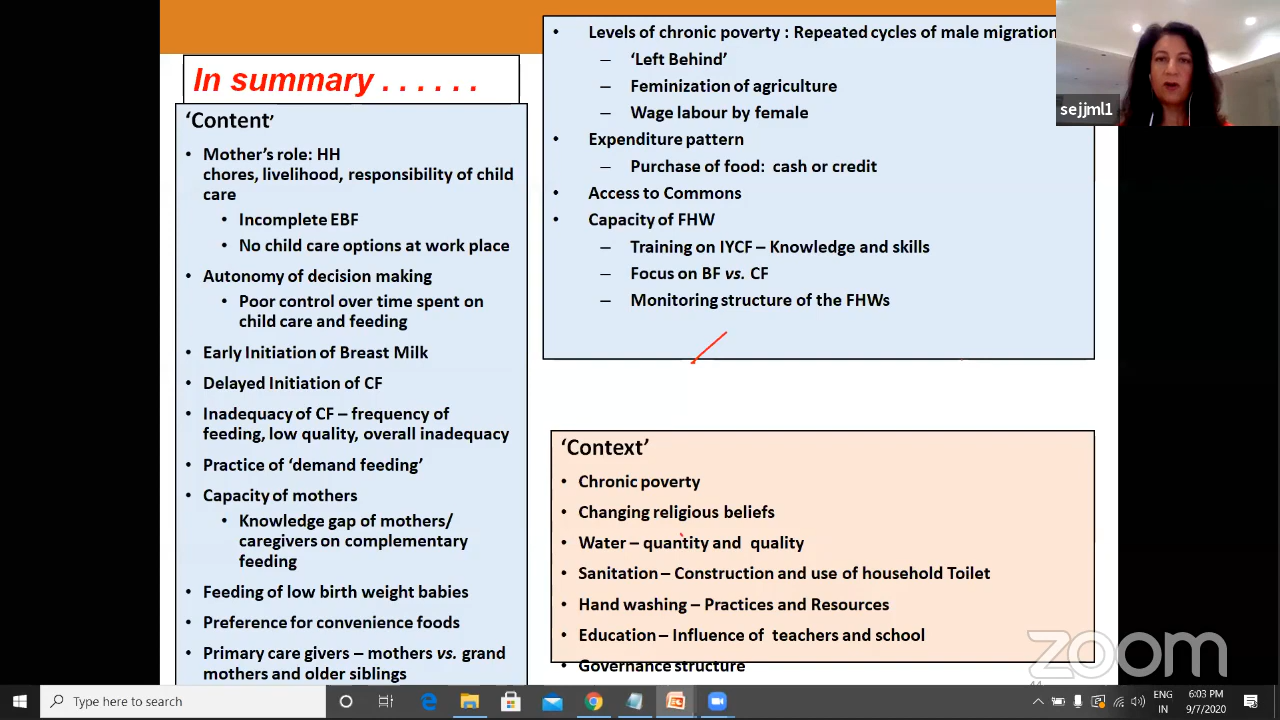 In summary . . . . . .
‘Content’
• Mother’s role: HH
chores, livelihood, responsibility of child
care
• Incomplete EBF
• No child care options at work place
• Autonomy of decision making
• Poor control over time spent on
child care and feeding
• Early Initiation of Breast Milk
• Delayed Initiation of CF
• Inadequacy of CF – frequency of
feeding, low quality, overall inadequacy
• Practice of ‘demand feeding’
• Capacity of mothers
• Knowledge gap of mothers/
caregivers on complementary
feeding
• Feeding of low birth weight babies
• Preference for convenience foods
• Primary care givers – mothers vs. grand
mothers and older siblings
• Levels of chronic poverty : Repeated cycles of male migration
– ‘Left Behind’
– Feminization of agriculture
– Wage labour by female
• Expenditure pattern
– Purchase of food: cash or credit
• Access to Commons
• Capacity of FHW
– Training on IYCF – Knowledge and skills
– Focus on BF vs. CF
– Monitoring structure of the FHWs
‘Context’
• Chronic poverty
• Changing religious beliefs
• Water – quantity and quality
• Sanitation – Construction and use of household Toilet
• Hand washing – Practices and Resources
• Education – Influence of teachers and school
• Governance structure
sejjml1
zoom
44
Type here to search
ENG
IN
6:03 PM
9/7/2020